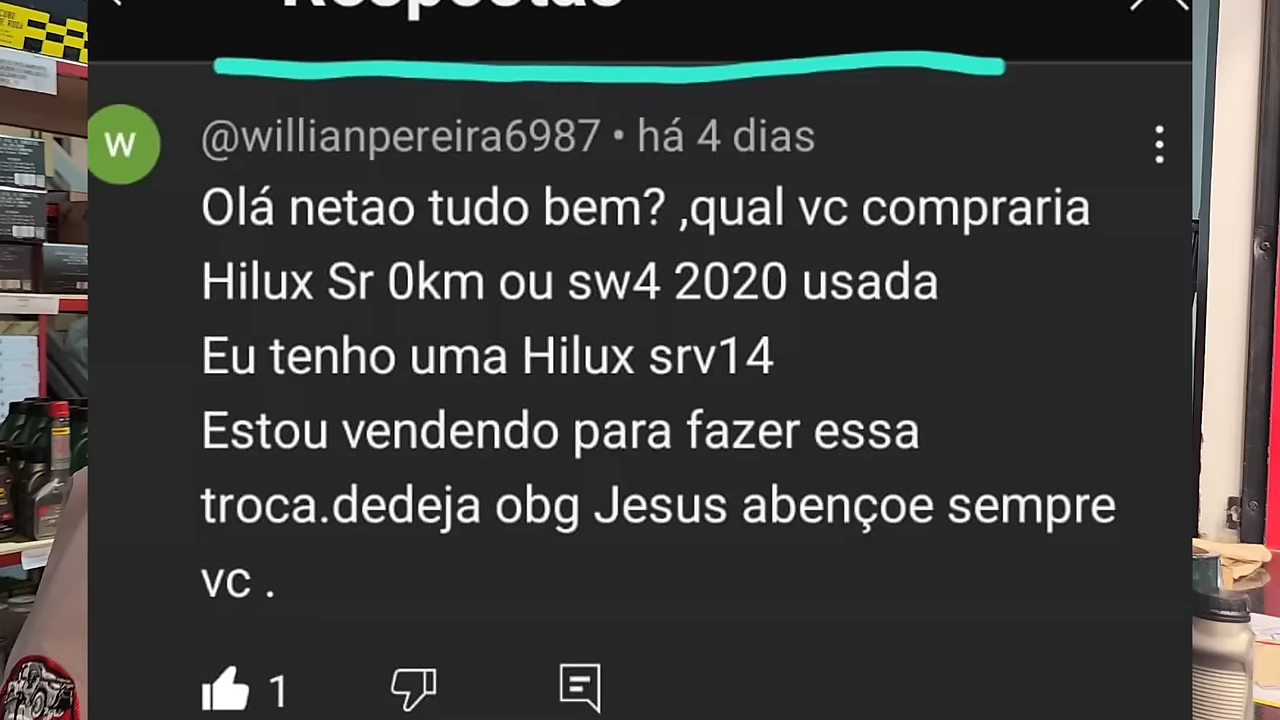 Respostas
@willianpereira6987 • há 4 dias
W
Olá netao tudo bem? ,qual vc compraria
Hilux Sr 0km ou sw4 2020 usada
Eu tenho uma Hilux srv14
Estou vendendo para fazer essa
troca.dedeja obg Jesus abençoe sempre
vc .
1